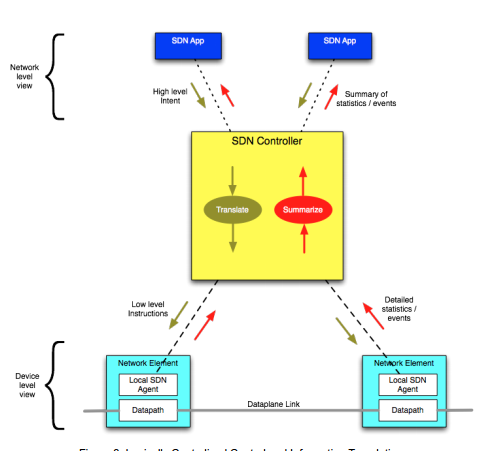 SDN App
SDN App
Network
level
view
High level
Intent
Summary of
statistics / events
SDN Controller
Translate
Summarize
Low level
Instructions
Detailed
statistics /
events
Device
level
view
Network Element
Local SDN
Agent
Datapath
Dataplane Link
Network Element
Local SDN
Agent
Datapath